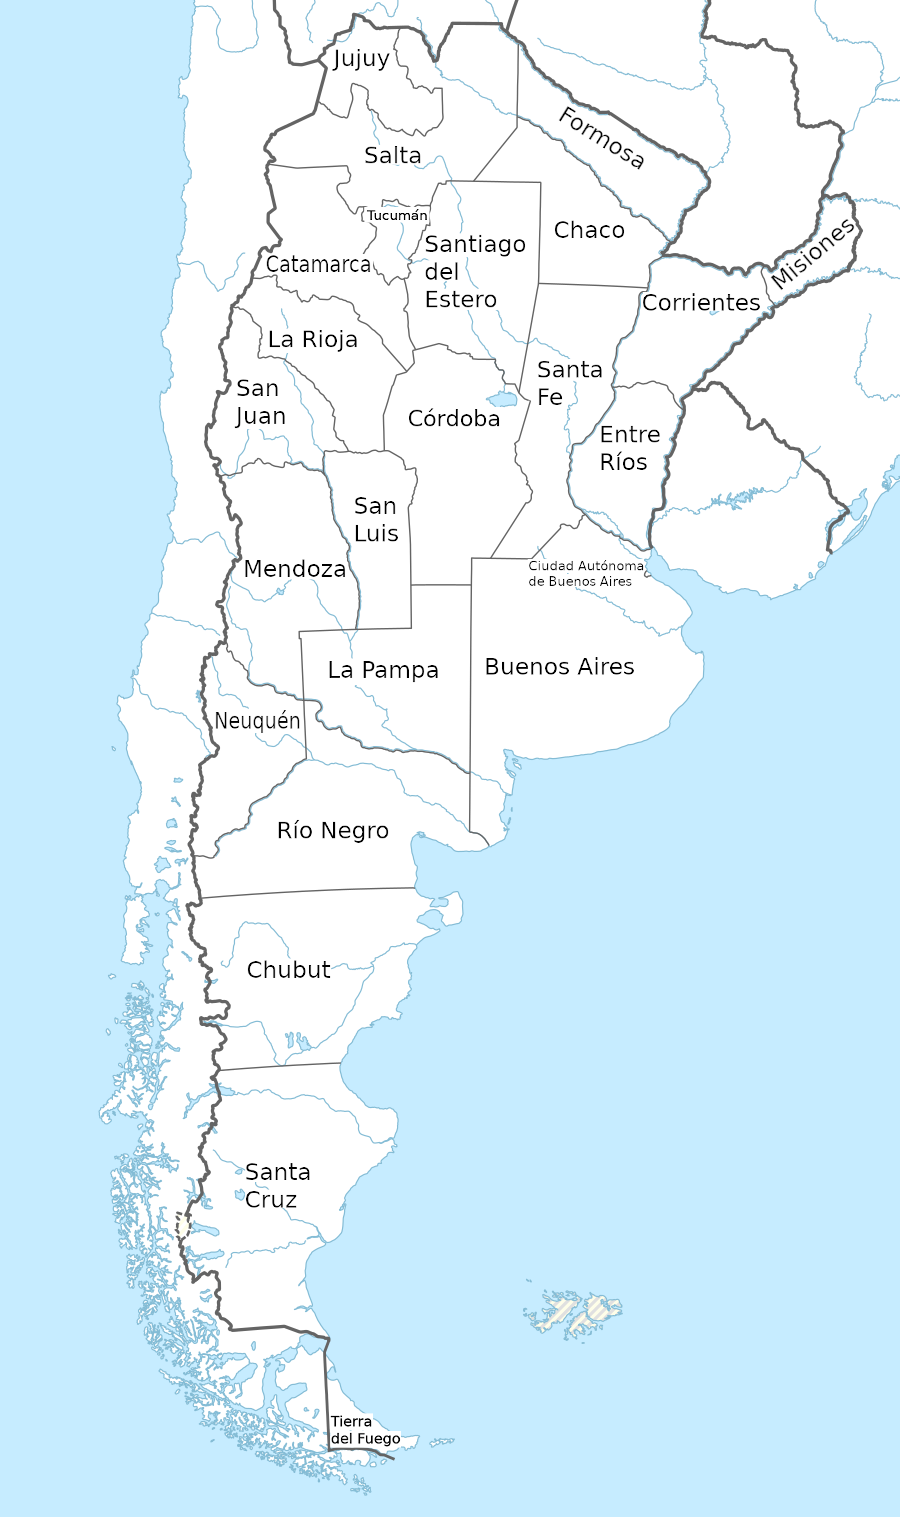 Jujuy
Formosa
Salta
Tucumán
Chaco
Santiago
del
Estero
Misiones
Catamarca
Corrientes
La Rioja
Santa
Fe
San
Juan
Córdoba
Entre
Ríos
San
Luis
Mendoza
Ciudad Autónoma
de Buenos Aires
La Pampa
Buenos Aires
Neuquén
Río Negro
Chubut
Santa
Cruz
Tierra
del Fuego